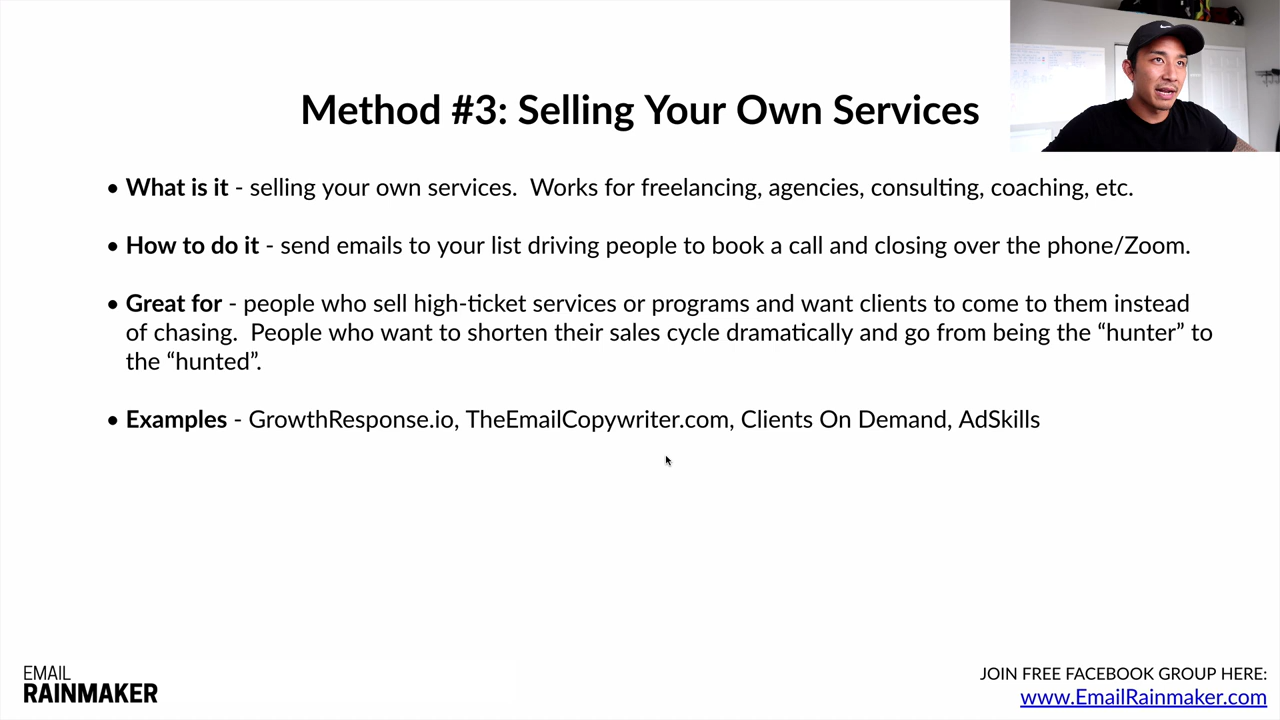 Method #3: Selling Your Own Services
• What is it - selling your own services.  Works for freelancing, agencies, consulting, coaching, etc.
• How to do it - send emails to your list driving people to book a call and closing over the phone/Zoom.
• Great for - people who sell high-ticket services or programs and want clients to come to them instead
of chasing.  People who want to shorten their sales cycle dramatically and go from being the “hunter” to
the “hunted”.
• Examples - GrowthResponse.io, TheEmailCopywriter.com, Clients On Demand, AdSkills
EMAIL
RAINMAKER
JOIN FREE FACEBOOK GROUP HERE:
www.EmailRainmaker.com